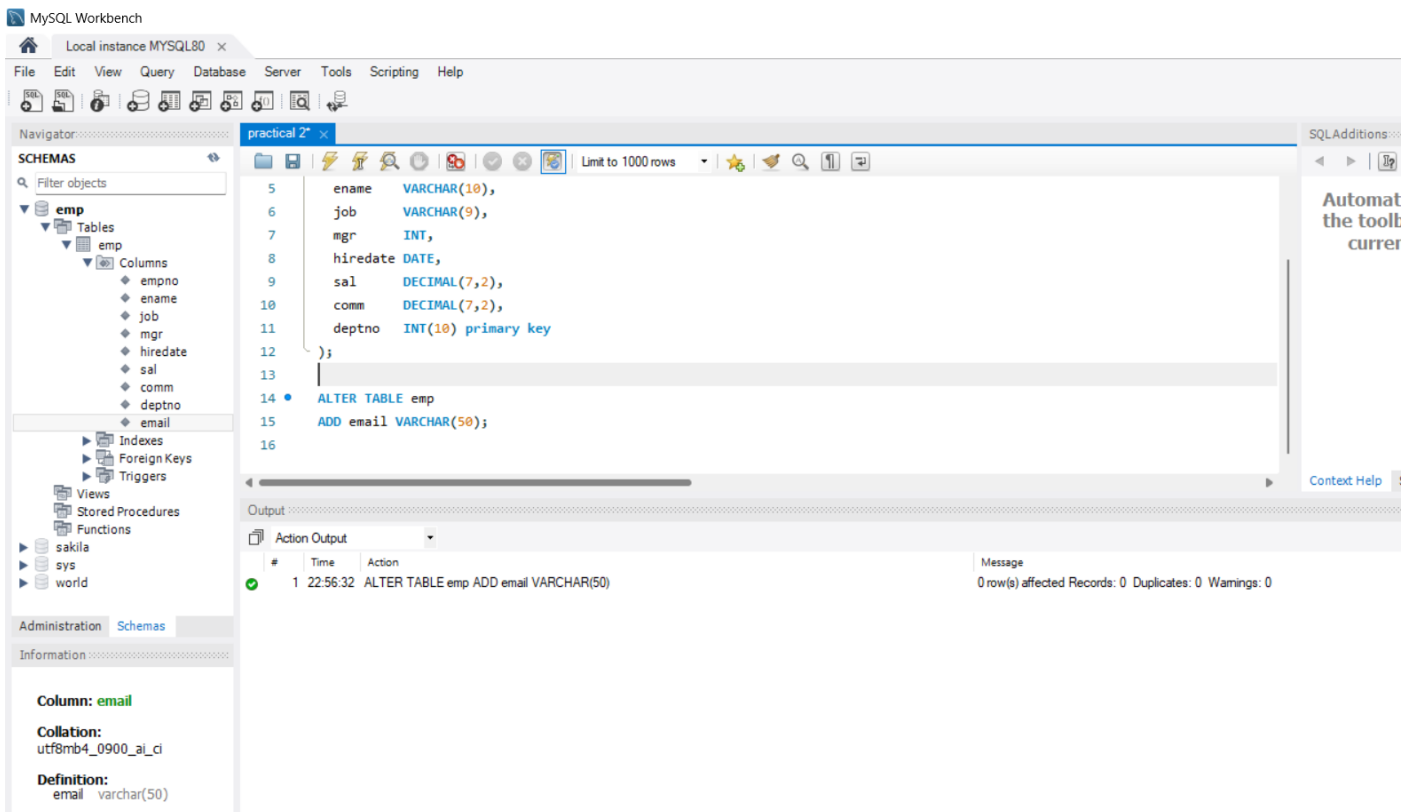 MySQL Workbench
Local instance MYSQL80
File Edit View Query Database Server Tools Scripting Help
Navigator
SCHEMAS
Filter objects
emp
Tables
emp
Columns
empno
ename
job
mgr
hiredate
sal
comm
deptno
email
Indexes
Foreign Keys
Triggers
Views
Stored Procedures
Functions
sakila
sys
world
Administration Schemas
Information
Column: email
Collation:
utf8mb4_0900_ai_ci
Definition:
email varchar(50)
practical 2*
Limit to 1000 rows
5 ename VARCHAR(10),
6 job VARCHAR(9),
7 mgr INT,
8 hiredate DATE,
9 sal DECIMAL(7,2),
10 comm DECIMAL(7,2),
11 deptno INT(10) primary key
12 );
13
14 ALTER TABLE emp
15 ADD email VARCHAR(50);
16
Output
Action Output
# Time Action Message
1 22:56:32 ALTER TABLE emp ADD email VARCHAR(50) 0 row(s) affected Records: 0 Duplicates: 0 Warnings: 0
SQLAdditions
Automat
the toolb
curren
Context Help